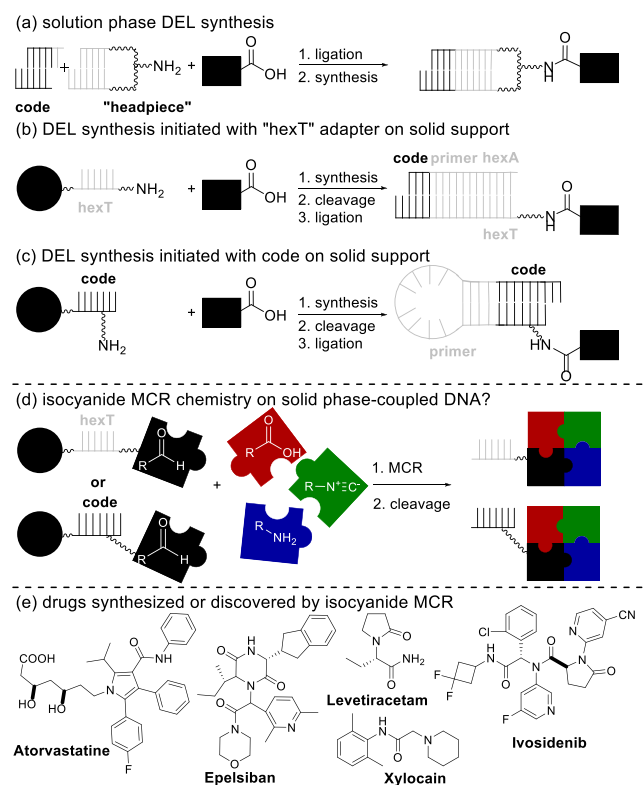 (a) solution phase DEL synthesis
+
NH2
+
O
OH
1. ligation
2. synthesis
N
H
O
code
"headpiece"
(b) DEL synthesis initiated with "hexT" adapter on solid support
hexT
NH2
+
O
OH
1. synthesis
2. cleavage
3. ligation
code primer hexA
hexT
N
H
O
(c) DEL synthesis initiated with code on solid support
code
NH2
+
O
OH
1. synthesis
2. cleavage
3. ligation
code
primer
HN
O
(d) isocyanide MCR chemistry on solid phase-coupled DNA?
hexT
O
R H
or
code
O
R H
+
O
R OH
R–N+≡C-
R
NH2
1. MCR
2. cleavage
(e) drugs synthesized or discovered by isocyanide MCR
COOH
HO
HO
N
O
N
H
F
Atorvastatine
HN
O
O
N
O
N
O
N
Epelsiban
N
O
NH2
O
Levetiracetam
H
N
O
N
Xylocain
Cl
H
N
O
F
F
N
O
N
F
N
N
O
CN
Ivosidenib